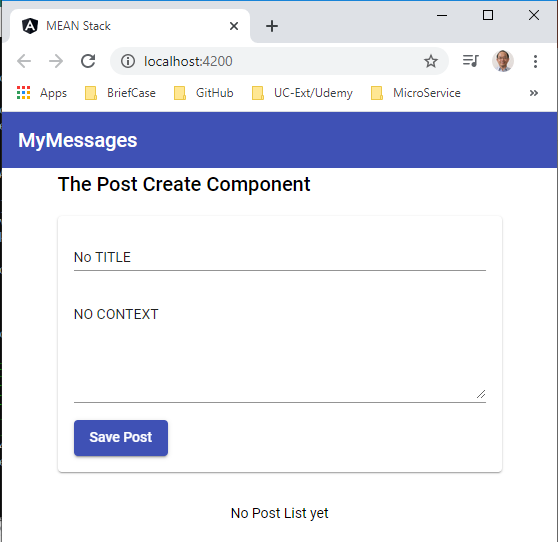 MEAN Stack
localhost:4200
Apps BriefCase GitHub UC-Ext/Udemy MicroService »
MyMessages
The Post Create Component
No TITLE
NO CONTEXT
Save Post
No Post List yet